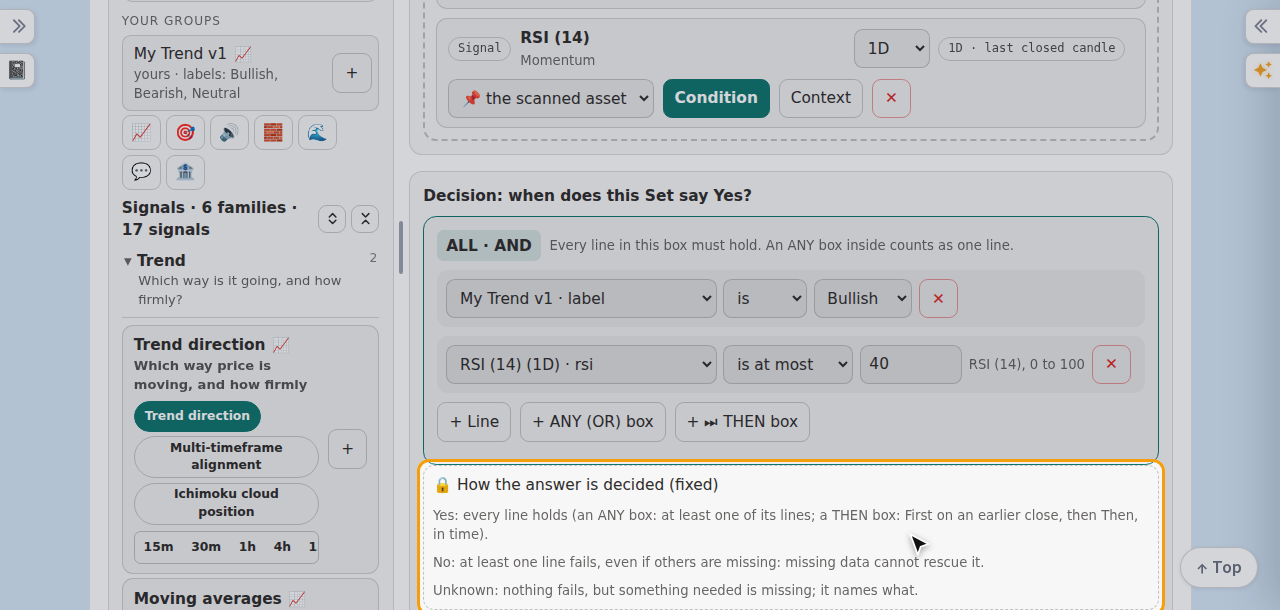 YOUR GROUPS
My Trend v1 📈
yours · labels: Bullish,
Bearish, Neutral
+
Signals · 6 families ·
17 signals
▼ Trend
2
Which way is it going, and how
firmly?
Trend direction 📈
Which way price is
moving, and how firmly
Trend direction
Multi-timeframe
alignment
+
Ichimoku cloud
position
15m 30m 1h 4h 1
Moving averages 📈
Signal
RSI (14)
Momentum
1D
1D · last closed candle
📌 the scanned asset
Condition
Context
✕
Decision: when does this Set say Yes?
ALL · AND
Every line in this box must hold. An ANY box inside counts as one line.
My Trend v1 · label
is
Bullish
✕
RSI (14) (1D) · rsi
is at most
40
RSI (14), 0 to 100
✕
+ Line
+ ANY (OR) box
+ ⏭ THEN box
🔒 How the answer is decided (fixed)
Yes: every line holds (an ANY box: at least one of its lines; a THEN box: First on an earlier close, then Then,
in time).
No: at least one line fails, even if others are missing: missing data cannot rescue it.
Unknown: nothing fails, but something needed is missing; it names what.
↑ Top